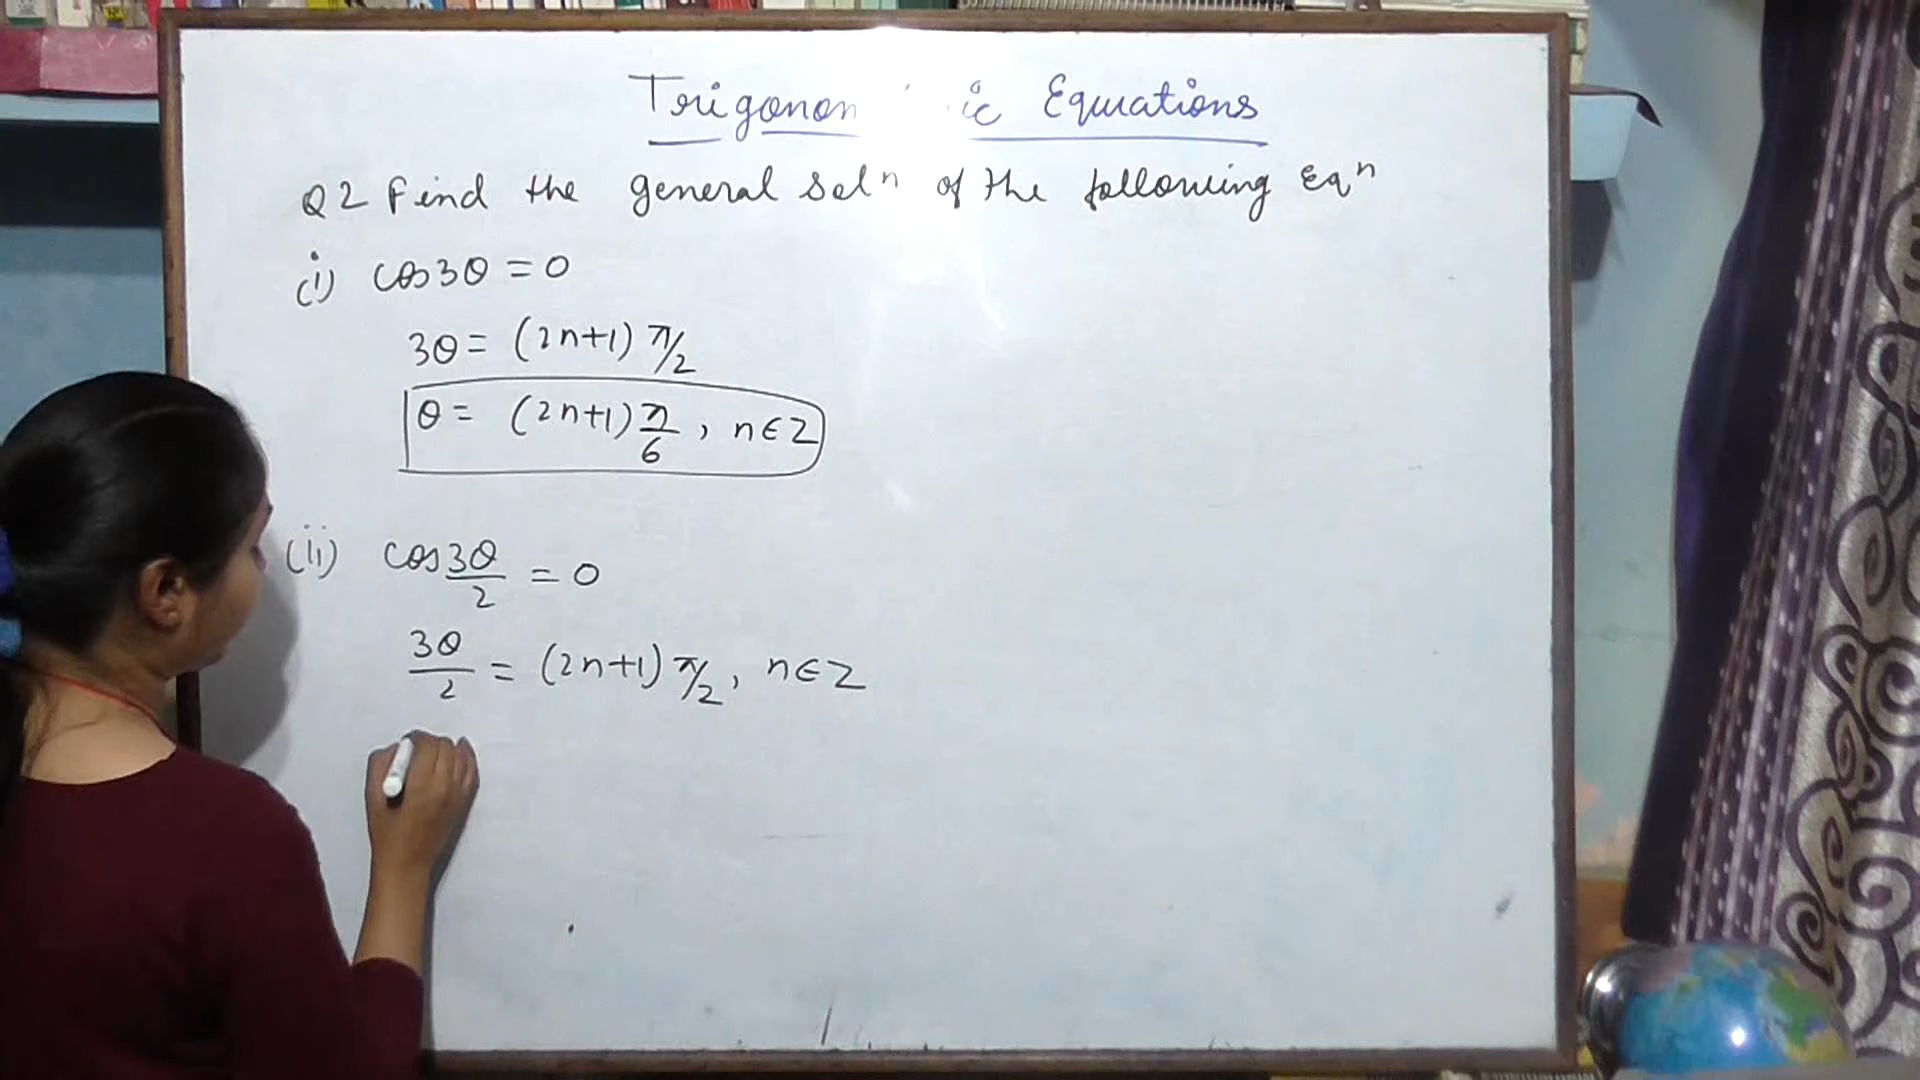 Trigonom ic Equations
Q2 Find the general solⁿ of the following Eqⁿ
(i) cos3θ = 0
3θ = (2n+1) π/2
θ = (2n+1) π/6 , n∈Z
(ii) cos 3θ/2 = 0
3θ/2 = (2n+1) π/2 , n∈Z